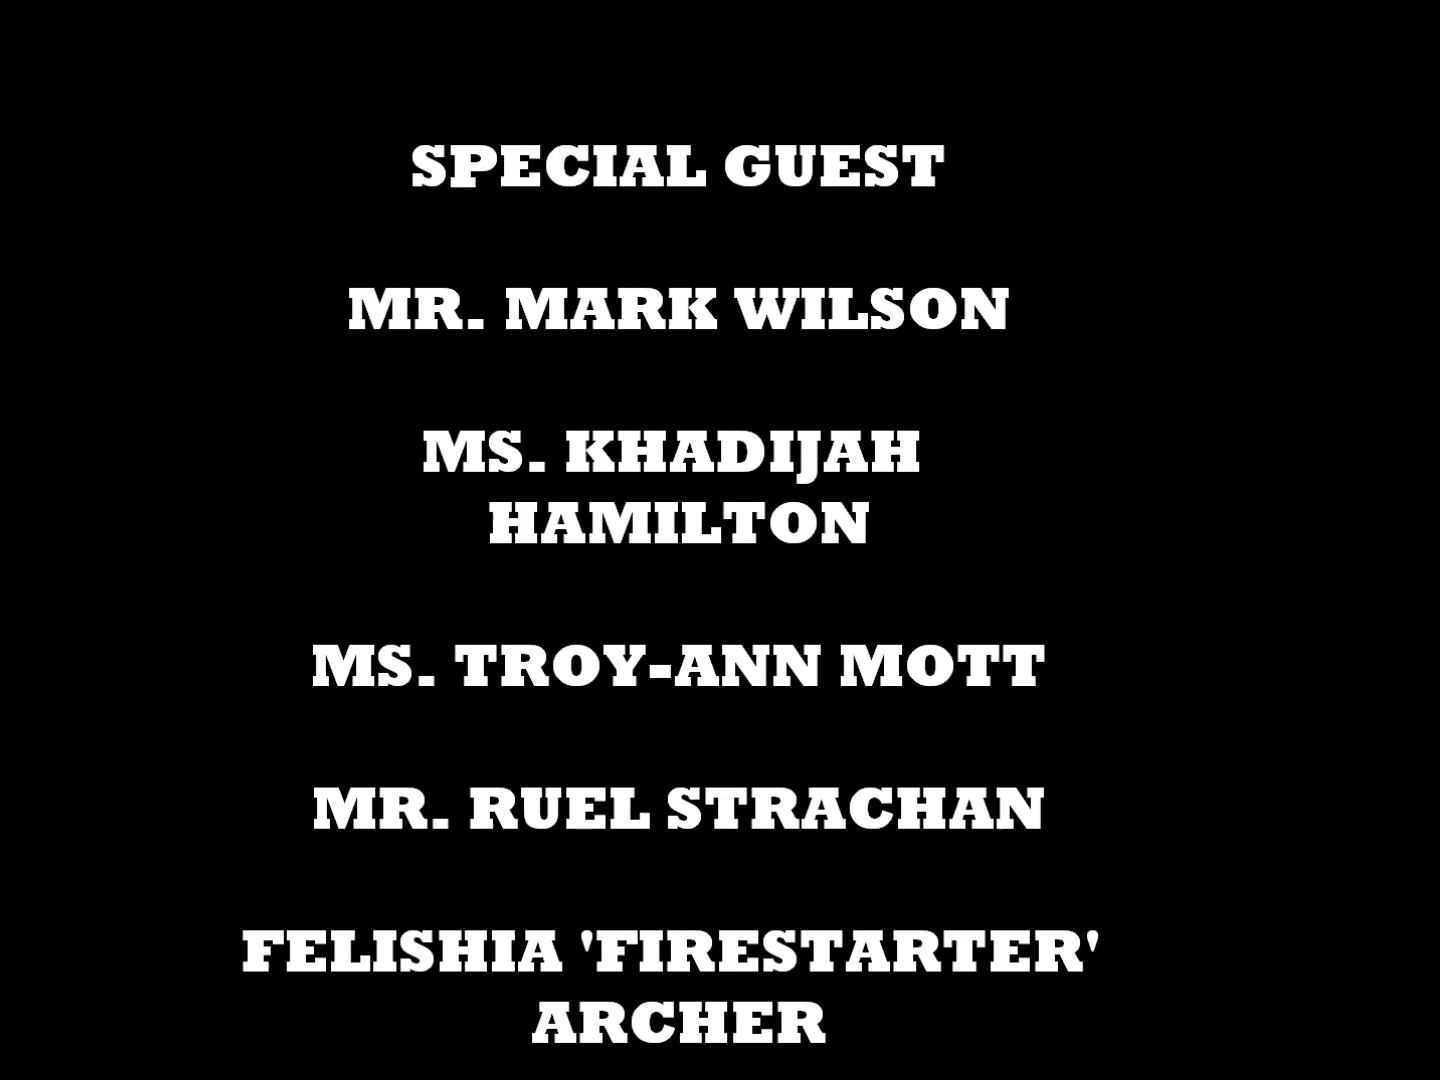 SPECIAL GUEST
MR. MARK WILSON
MS. KHADIJAH
HAMILTON
MS. TROY-ANN MOTT
MR. RUEL STRACHAN
FELISHIA 'FIRESTARTER'
ARCHER